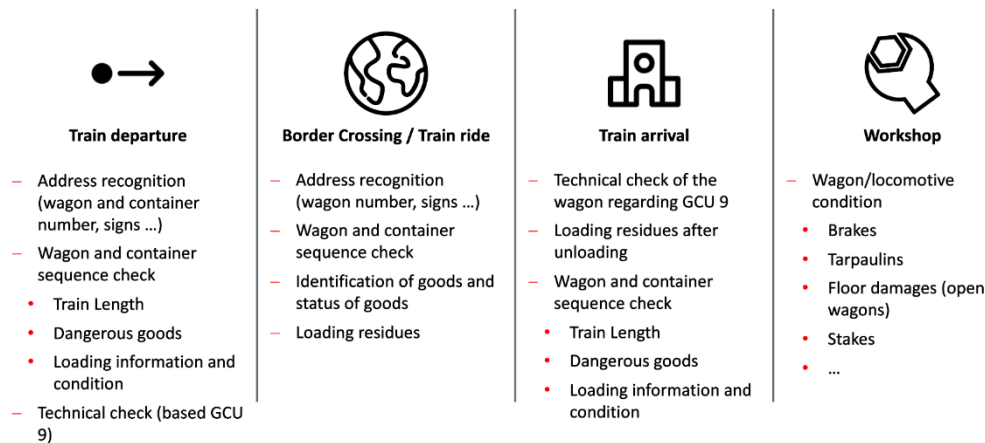 Train departure
– Address recognition
(wagon and container
number, signs ...)
– Wagon and container
sequence check
• Train Length
• Dangerous goods
• Loading information and
condition
– Technical check (based GCU
9)
Border Crossing / Train ride
– Address recognition
(wagon number, signs ...)
– Wagon and container
sequence check
– Identification of goods and
status of goods
– Loading residues
Train arrival
– Technical check of the
wagon regarding GCU 9
– Loading residues after
unloading
– Wagon and container
sequence check
• Train Length
• Dangerous goods
• Loading information and
condition
Workshop
– Wagon/locomotive
condition
• Brakes
• Tarpaulins
• Floor damages (open
wagons)
• Stakes
• ...